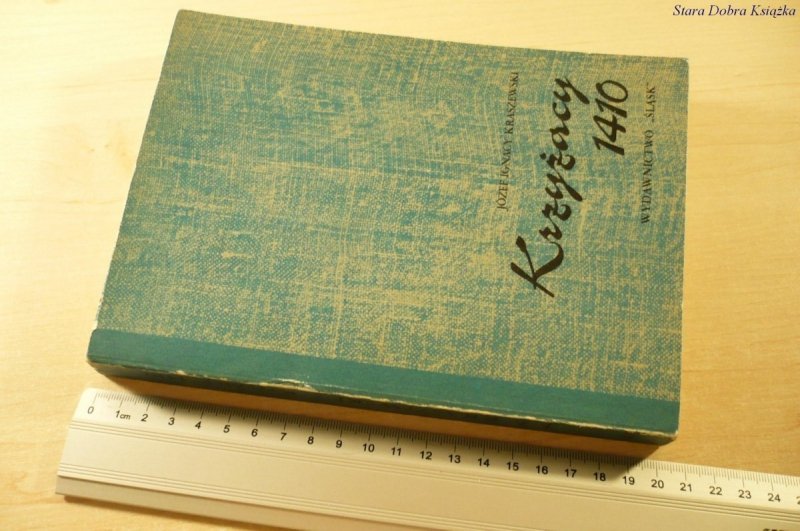 Stara Dobra Książka
JÓZEF IGNACY KRASZEWSKI
Krzyżacy
1410
WYDAWNICTWO „ŚLĄSK”
0 1cm 2 3 4 5 6 7 8 9 10 11 12 13 14 15 16 17 18 19 20 21 22 23 24